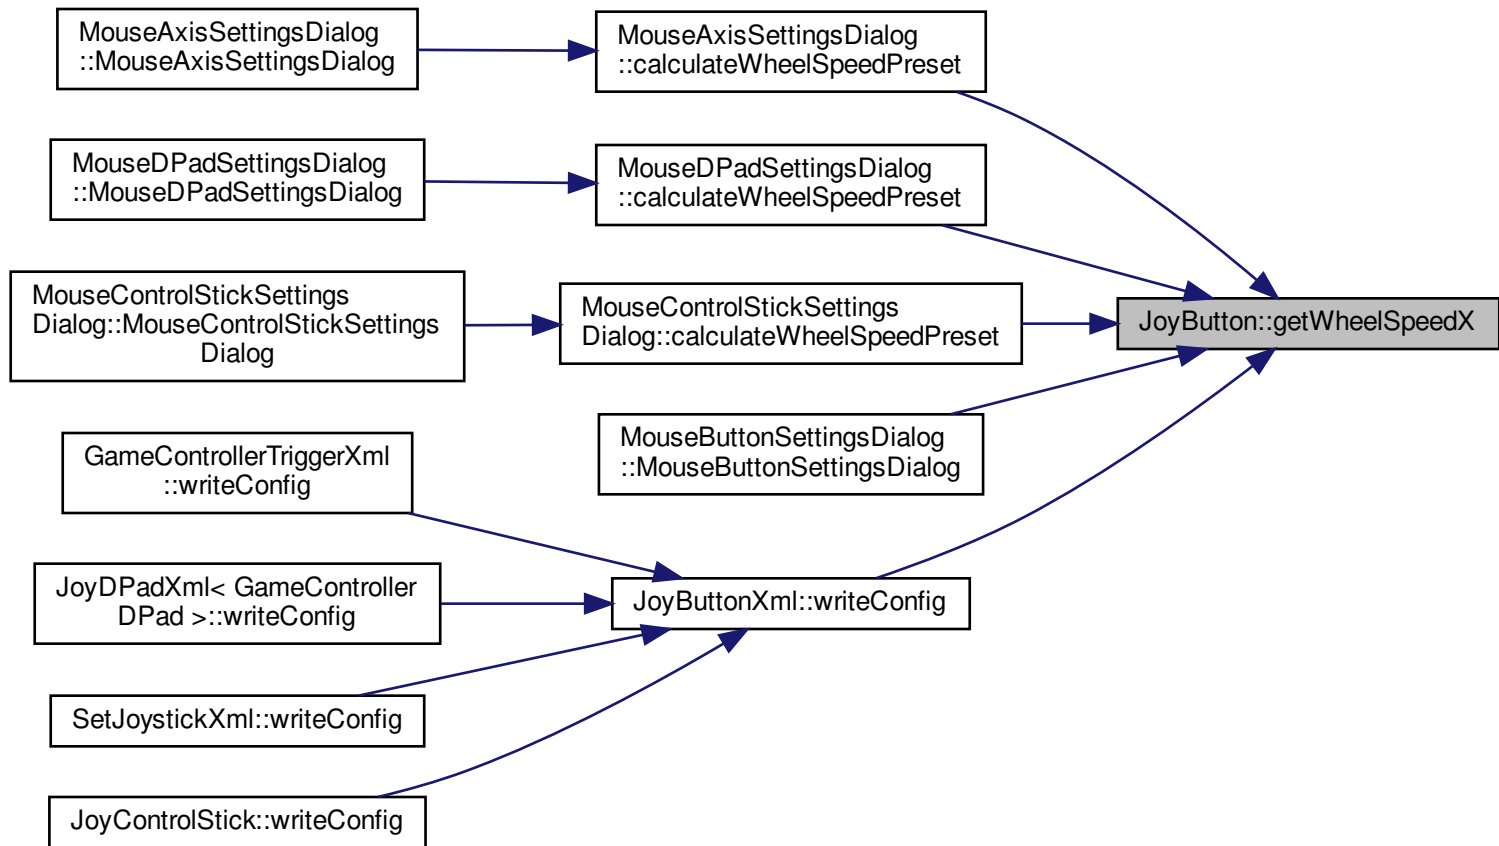 MouseAxisSettingsDialog
::MouseAxisSettingsDialog
MouseAxisSettingsDialog
::calculateWheelSpeedPreset
MouseDPadSettingsDialog
::MouseDPadSettingsDialog
MouseDPadSettingsDialog
::calculateWheelSpeedPreset
MouseControlStickSettings
Dialog::MouseControlStickSettings
Dialog
MouseControlStickSettings
Dialog::calculateWheelSpeedPreset
JoyButton::getWheelSpeedX
MouseButtonSettingsDialog
::MouseButtonSettingsDialog
GameControllerTriggerXml
::writeConfig
JoyDPadXml< GameController
DPad >::writeConfig
JoyButtonXml::writeConfig
SetJoystickXml::writeConfig
JoyControlStick::writeConfig